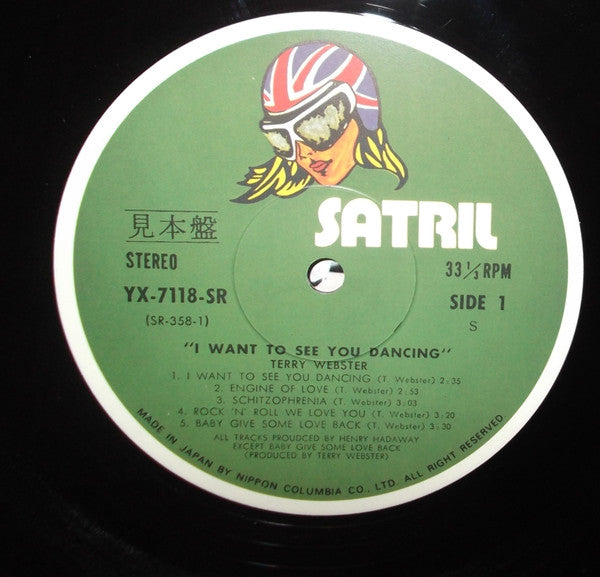 SATRIL
見本盤
STEREO
33 1/3 RPM
YX-7118-SR
SIDE 1
(SR-358-1)
S
"I WANT TO SEE YOU DANCING"
TERRY WEBSTER
1. I WANT TO SEE YOU DANCING (T. Webster) 2:35
2. ENGINE OF LOVE (T. Webster) 2:53
3. SCHITZOPHRENIA (T. Webster) 3:03
4. ROCK 'N' ROLL WE LOVE YOU (T. Webster) 3:20
5. BABY GIVE SOME LOVE BACK (T. Webster) 3:30
ALL TRACKS PROUDCED BY HENRY HADAWAY
EXCEPT BABY GIVE SOME LOVE BACK
(PRODUCED BY TERRY WEBSTER)
MADE IN JAPAN BY NIPPON COLUMBIA CO., LTD. ALL RIGHT RESERVED